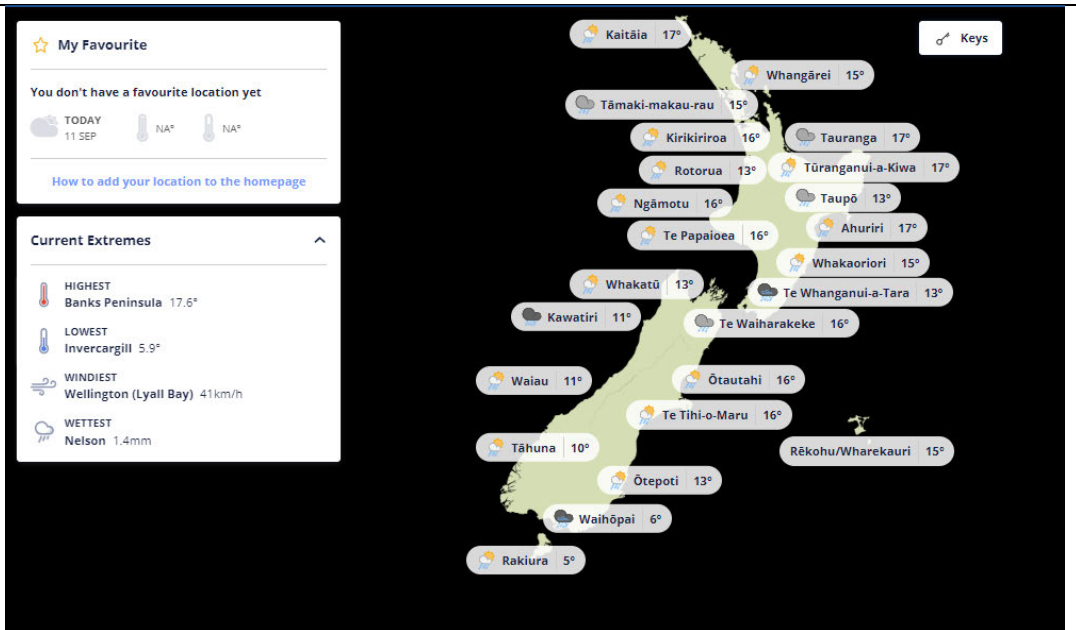 My Favourite
You don't have a favourite location yet
TODAY
11 SEP
NA°
NA°
How to add your location to the homepage
Current Extremes
HIGHEST
Banks Peninsula 17.6°
LOWEST
Invercargill 5.9°
WINDIEST
Wellington (Lyall Bay) 41km/h
WETTEST
Nelson 1.4mm
Keys
Kaitāia 17°
Whangārei 15°
Tāmaki-makau-rau 15°
Kirikiriroa 16°
Tauranga 17°
Rotorua 13°
Tūranganui-a-Kiwa 17°
Ngāmotu 16°
Taupō 13°
Te Papaioea 16°
Ahuriri 17°
Whakaoriori 15°
Whakatū 13°
Te Whanganui-a-Tara 13°
Kawatiri 11°
Te Waiharakeke 16°
Waiau 11°
Ōtautahi 16°
Te Tihi-o-Maru 16°
Tāhuna 10°
Rēkohu/Wharekauri 15°
Ōtepoti 13°
Waihōpai 6°
Rakiura 5°